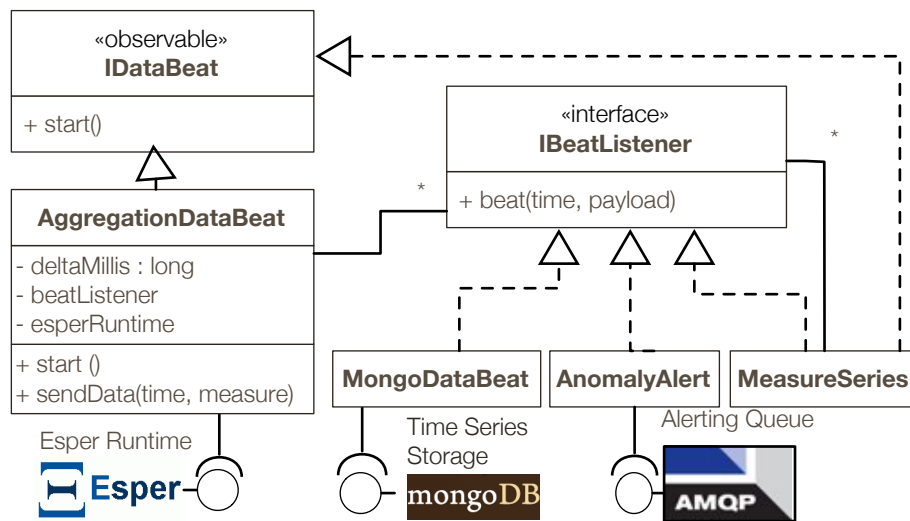 «observable»
IDataBeat
+ start()
«interface»
IBeatListener
+ beat(time, payload)
*
*
AggregationDataBeat
- deltaMillis : long
- beatListener
- esperRuntime
+ start ()
+ sendData(time, measure)
MongoDataBeat
AnomalyAlert
MeasureSeries
Esper Runtime
Esper
Time Series
Storage
mongoDB
Alerting Queue
AMQP